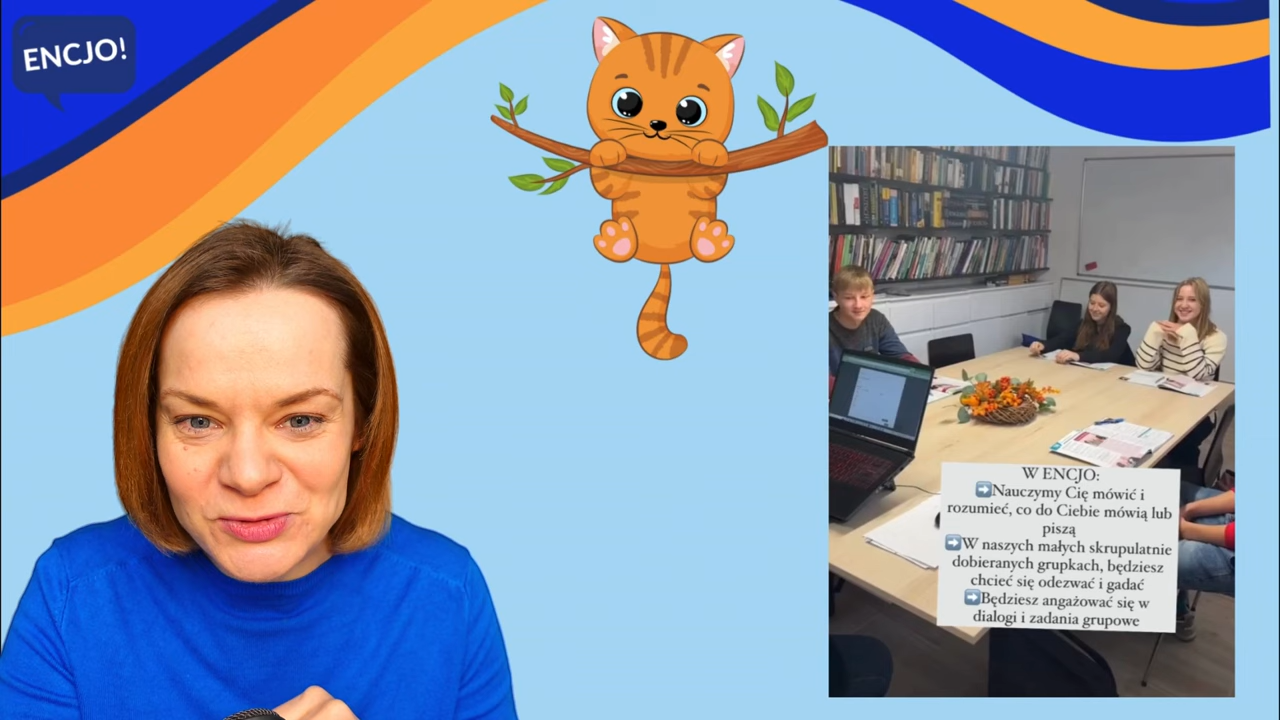 ENCJO!
W ENCJO:
➡Nauczymy Cię mówić i
rozumieć, co do Ciebie mówią lub
piszą
➡W naszych małych skrupulatnie
dobieranych grupkach, będziesz
chcieć się odezwać i gadać
➡Będziesz angażować się w
dialogi i zadania grupowe